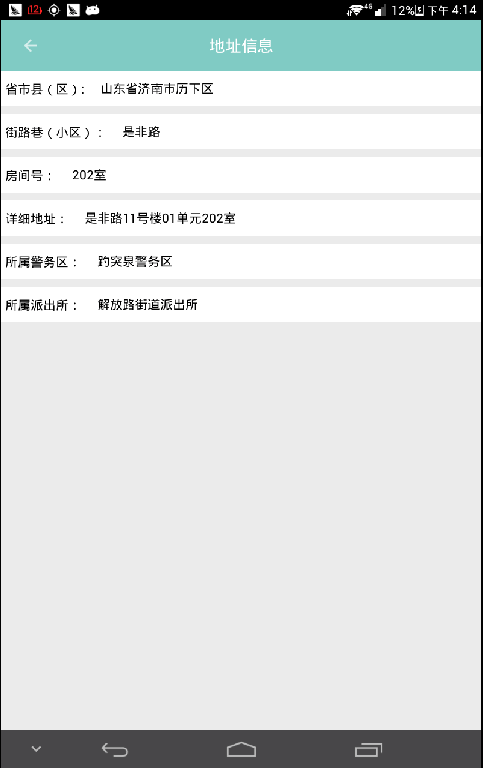 12 4G 12% 下午 4:14
地址信息
省市县（区）： 山东省济南市历下区
街路巷（小区）： 是非路
房间号： 202室
详细地址： 是非路11号楼01单元202室
所属警务区： 趵突泉警务区
所属派出所： 解放路街道派出所